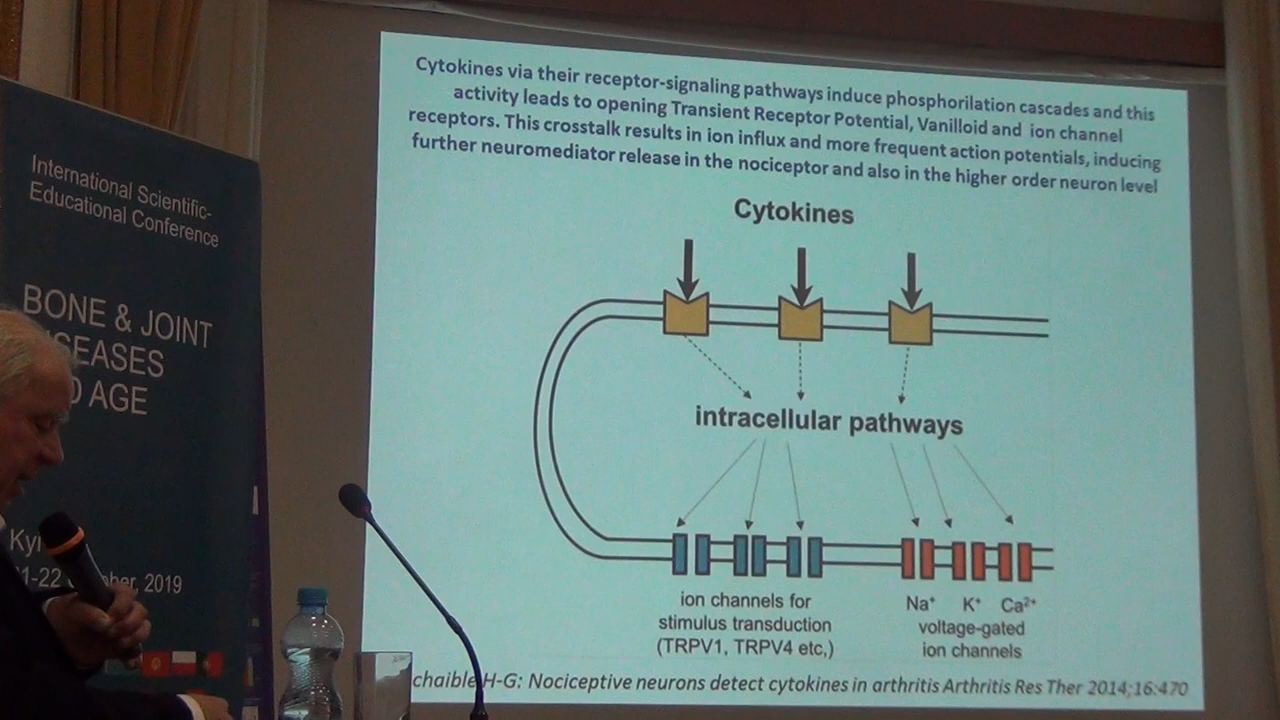 International Scientific-
Educational Conference
BONE & JOINT
EASES
AGE
21-22 October, 2019
Cytokines via their receptor-signaling pathways induce phosphorilation cascades and this
activity leads to opening Transient Receptor Potential, Vanilloid and ion channel
receptors. This crosstalk results in ion influx and more frequent action potentials, inducing
further neuromediator release in the nociceptor and also in the higher order neuron level
Cytokines
intracellular pathways
ion channels for
stimulus transduction
(TRPV1, TRPV4 etc,)
Na⁺ K⁺ Ca²⁺
voltage-gated
ion channels
chaible H-G: Nociceptive neurons detect cytokines in arthritis Arthritis Res Ther 2014;16:470